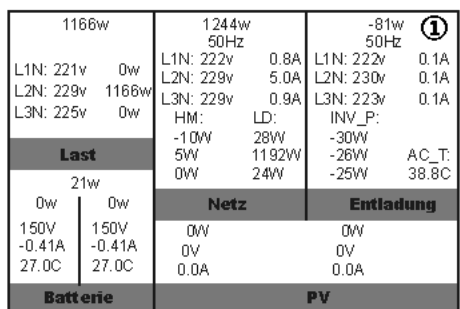 1166w
L1N: 221v 0w
L2N: 229v 1166w
L3N: 225v 0w
Last
1244w
50Hz
L1N: 222v 0.8A
L2N: 229v 5.0A
L3N: 229v 0.9A
HM: LD:
-10W 28W
5W 1192W
0W 24W
Netz
-81w ①
50Hz
L1N: 222v 0.1A
L2N: 230v 0.1A
L3N: 223v 0.1A
INV_P:
-30W
-26W AC_T:
-25W 38.8C
Entladung
21w
0w 0w
150V 150V
-0.41A -0.41A
27.0C 27.0C
Batterie
0W 0W
0V 0V
0.0A 0.0A
PV